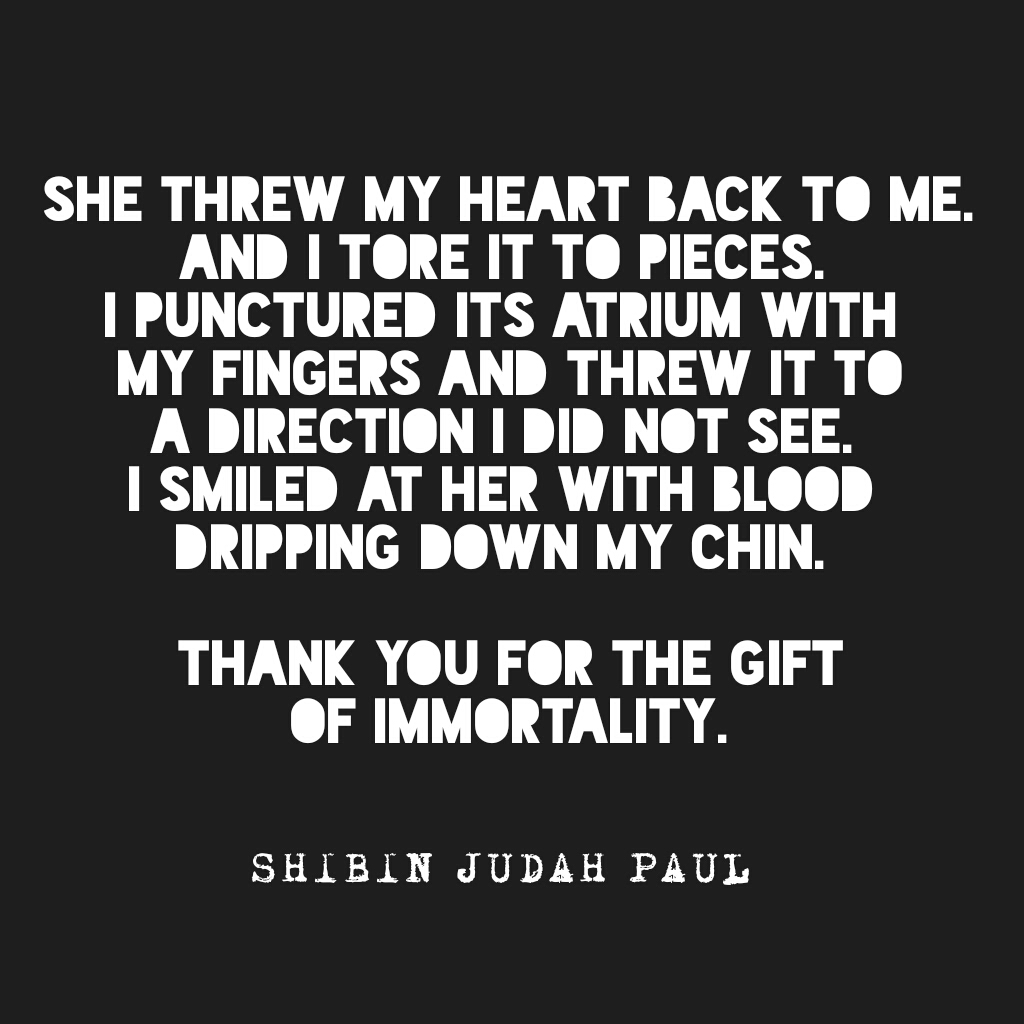 SHE THREW MY HEART BACK TO ME.
AND I TORE IT TO PIECES.
I PUNCTURED ITS ATRIUM WITH
MY FINGERS AND THREW IT TO
A DIRECTION I DID NOT SEE.
I SMILED AT HER WITH BLOOD
DRIPPING DOWN MY CHIN.
THANK YOU FOR THE GIFT
OF IMMORTALITY.
SHIBIN JUDAH PAUL